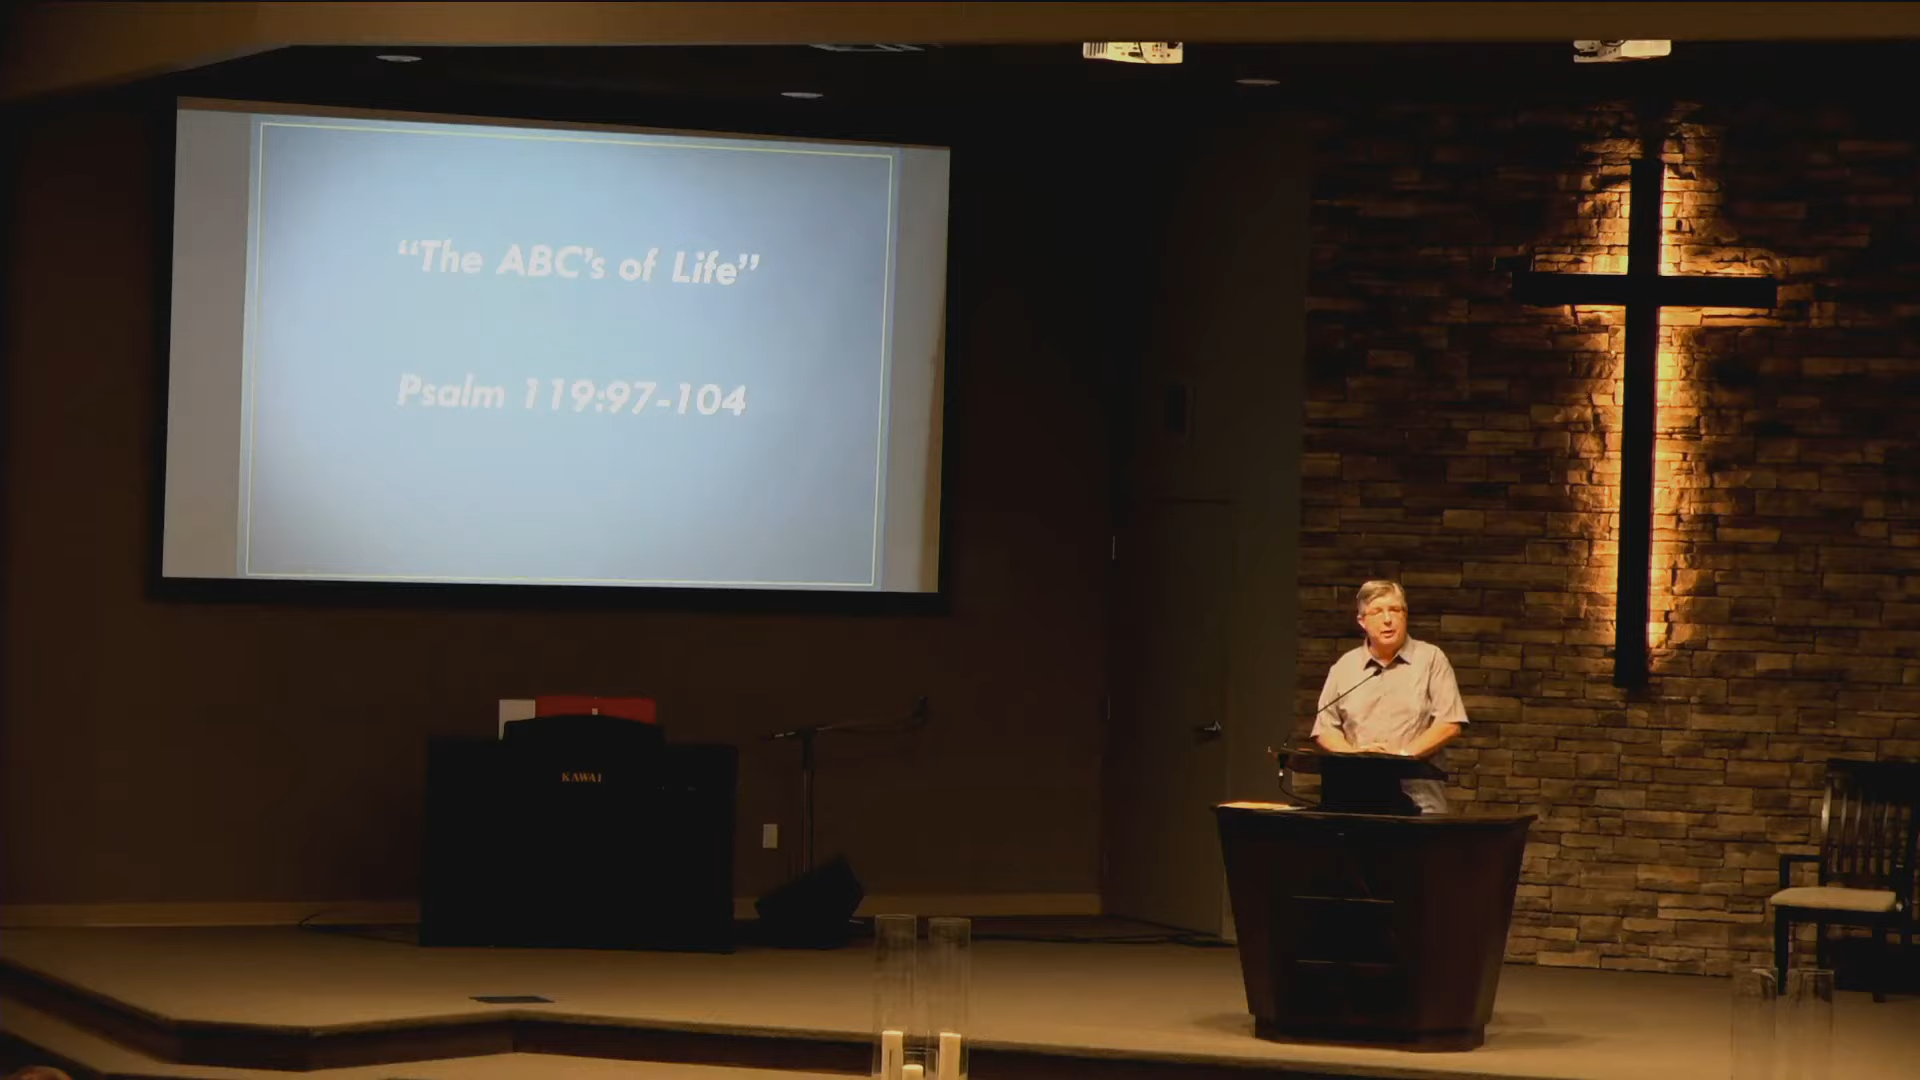 “The ABC’s of Life”
Psalm 119:97-104
KAWAI